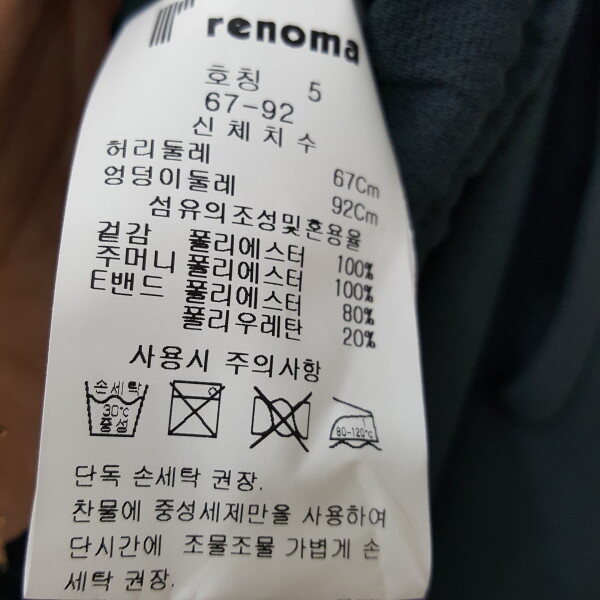 renoma
호칭 5
67-92
신체치수
허리둘레 67Cm
엉덩이둘레 92Cm
섬유의조성및혼용율
겉감 폴리에스터 100%
주머니 폴리에스터 100%
E밴드 폴리에스터 80%
폴리우레탄 20%
사용시 주의사항
손세탁
30℃
중성
80-120℃
단독 손세탁 권장.
찬물에 중성세제만을 사용하여
단시간에 조물조물 가볍게 손
세탁 권장.